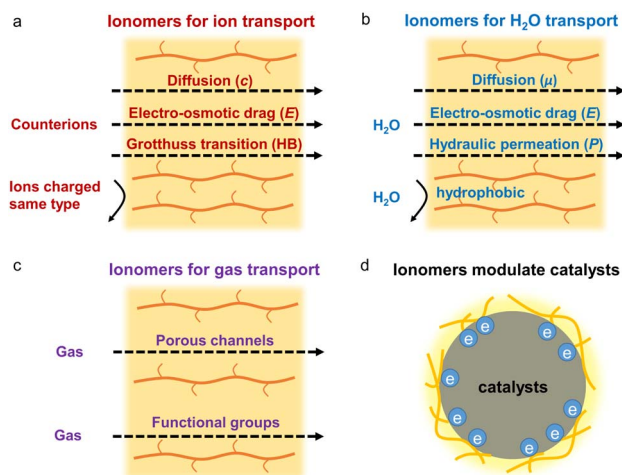 a
Ionomers for ion transport
Diffusion (c)
Counterions
Electro-osmotic drag (E)
Grotthuss transition (HB)
Ions charged
same type
b
Ionomers for H₂O transport
Diffusion (μ)
H₂O
Electro-osmotic drag (E)
Hydraulic permeation (P)
H₂O
hydrophobic
c
Ionomers for gas transport
Gas
Porous channels
Gas
Functional groups
d
Ionomers modulate catalysts
e
e
e
e
e
catalysts
e
e
e
e
e